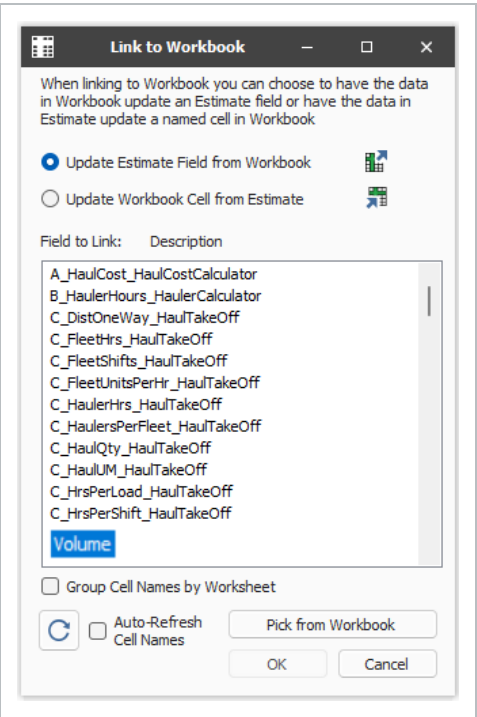 Link to Workbook
When linking to Workbook you can choose to have the data
in Workbook update an Estimate field or have the data in
Estimate update a named cell in Workbook
Update Estimate Field from Workbook
Update Workbook Cell from Estimate
Field to Link: Description
A_HaulCost_HaulCostCalculator
B_HaulerHours_HaulerCalculator
C_DistOneWay_HaulTakeOff
C_FleetHrs_HaulTakeOff
C_FleetShifts_HaulTakeOff
C_FleetUnitsPerHr_HaulTakeOff
C_HaulerHrs_HaulTakeOff
C_HaulersPerFleet_HaulTakeOff
C_HaulQty_HaulTakeOff
C_HaulUM_HaulTakeOff
C_HrsPerLoad_HaulTakeOff
C_HrsPerShift_HaulTakeOff
Volume
Group Cell Names by Worksheet
Auto-Refresh
Cell Names
Pick from Workbook
OK Cancel